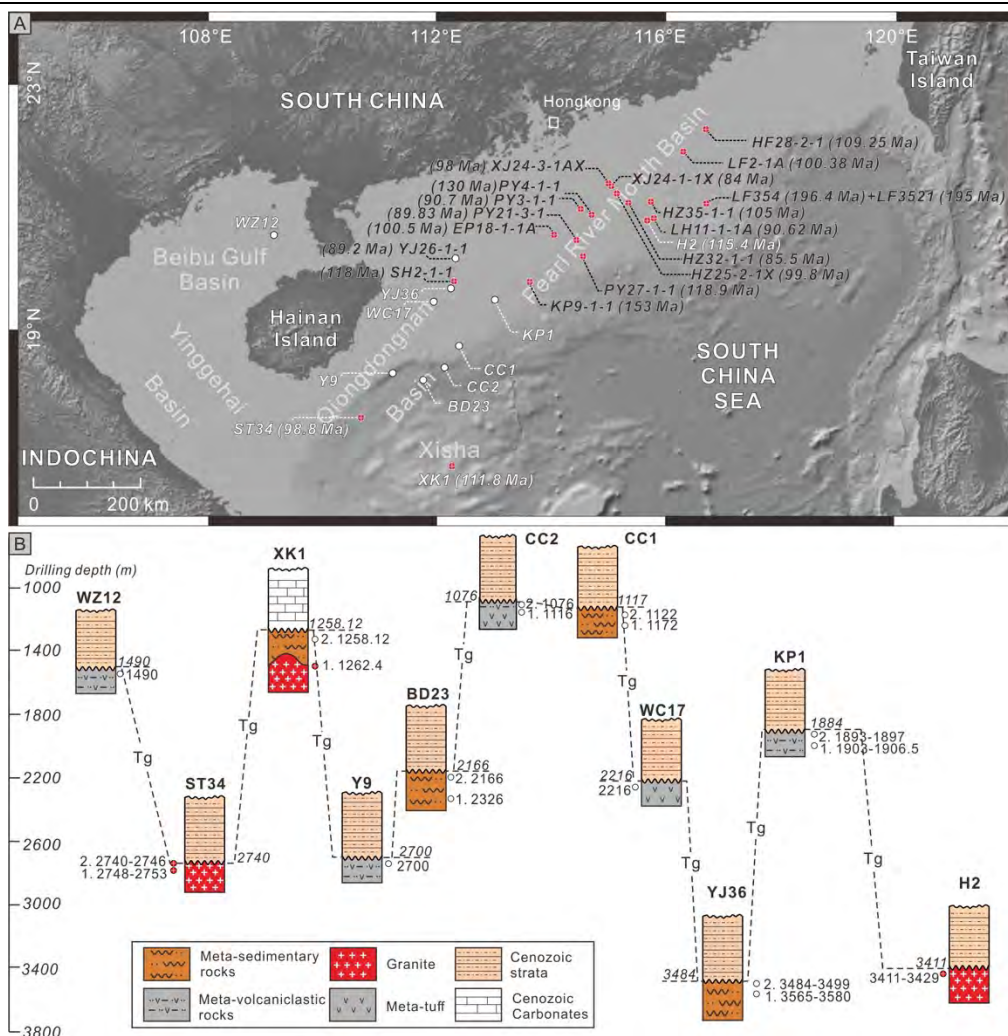 A
108°E
112°E
116°E
120°E
23°N
19°N
Taiwan
Island
SOUTH CHINA
Hongkong
HF28-2-1 (109.25 Ma)
LF2-1A (100.38 Ma)
(98 Ma) XJ24-3-1AX
XJ24-1-1X (84 Ma)
(130 Ma) PY4-1-1
LF354 (196.4 Ma)+LF3521 (195 Ma)
(90.7 Ma) PY3-1-1
HZ35-1-1 (105 Ma)
(89.83 Ma) PY21-3-1
LH11-1-1A (90.62 Ma)
(100.5 Ma) EP18-1-1A
H2 (115.4 Ma)
(89.2 Ma) YJ26-1-1
HZ32-1-1 (85.5 Ma)
(118 Ma) SH2-1-1
HZ25-2-1X (99.8 Ma)
PY27-1-1 (118.9 Ma)
KP9-1-1 (153 Ma)
Pearl River North Basin
WZ12
Beibu Gulf
Basin
YJ36
WC17
KP1
Hainan
Island
Yinggehai
Basin
Qiongdongnan
Basin
Y9
CC1
CC2
BD23
SOUTH
CHINA
SEA
ST34 (98.8 Ma)
Xisha
XK1 (111.8 Ma)
INDOCHINA
0 200 km
B
Drilling depth (m)
1000
1400
1800
2200
2600
3000
3400
3800
WZ12
1490
1490
Tg
ST34
2740
2. 2740-2746
1. 2748-2753
Tg
XK1
1258.12
2. 1258.12
1. 1262.4
Tg
Y9
2700
2700
BD23
2166
2. 2166
1. 2326
Tg
CC2
1076
2. 1076
1. 1116
CC1
1117
2. 1122
1. 1172
Tg
WC17
2216
2216
Tg
YJ36
3484
2. 3484-3499
1. 3565-3580
Tg
KP1
1884
2. 1893-1897
1. 1903-1906.5
Tg
H2
3411
3411-3429
Meta-sedimentary
rocks
Granite
Cenozoic
strata
Meta-volcaniclastic
rocks
Meta-tuff
Cenozoic
Carbonates